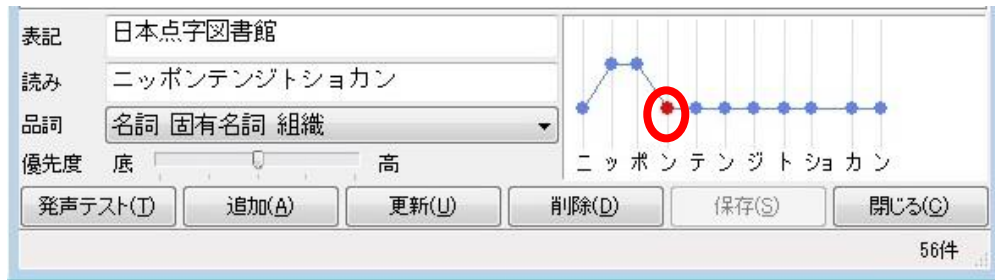 表記 日本点字図書館
読み ニッポンテンジトショカン
品詞 名詞 固有名詞 組織
優先度 底 高
ニ ッ ポ ン テ ン ジ ト ショ カ ン
発声テスト(T) 追加(A) 更新(U) 削除(D) 保存(S) 閉じる(C)
56件